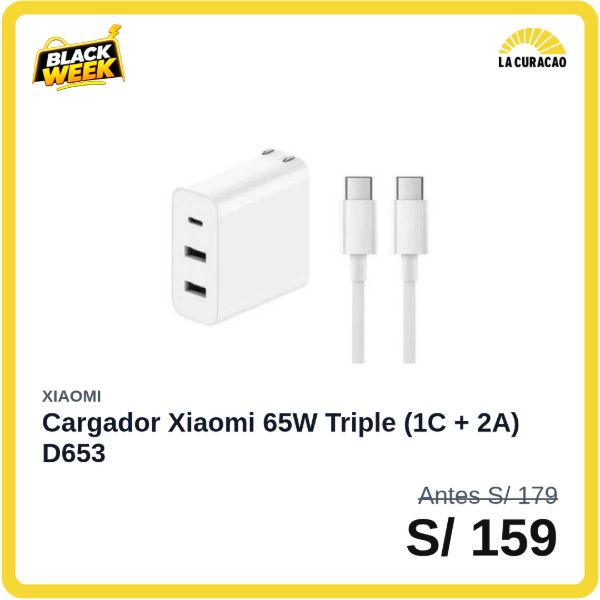 BLACK
WEEK
LA CURACAO
XIAOMI
Cargador Xiaomi 65W Triple (1C + 2A)
D653
Antes S/ 179
S/ 159